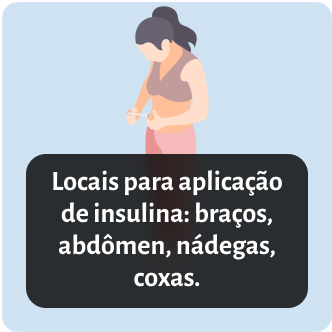 Locais para aplicação
de insulina: braços,
abdômen, nádegas,
coxas.